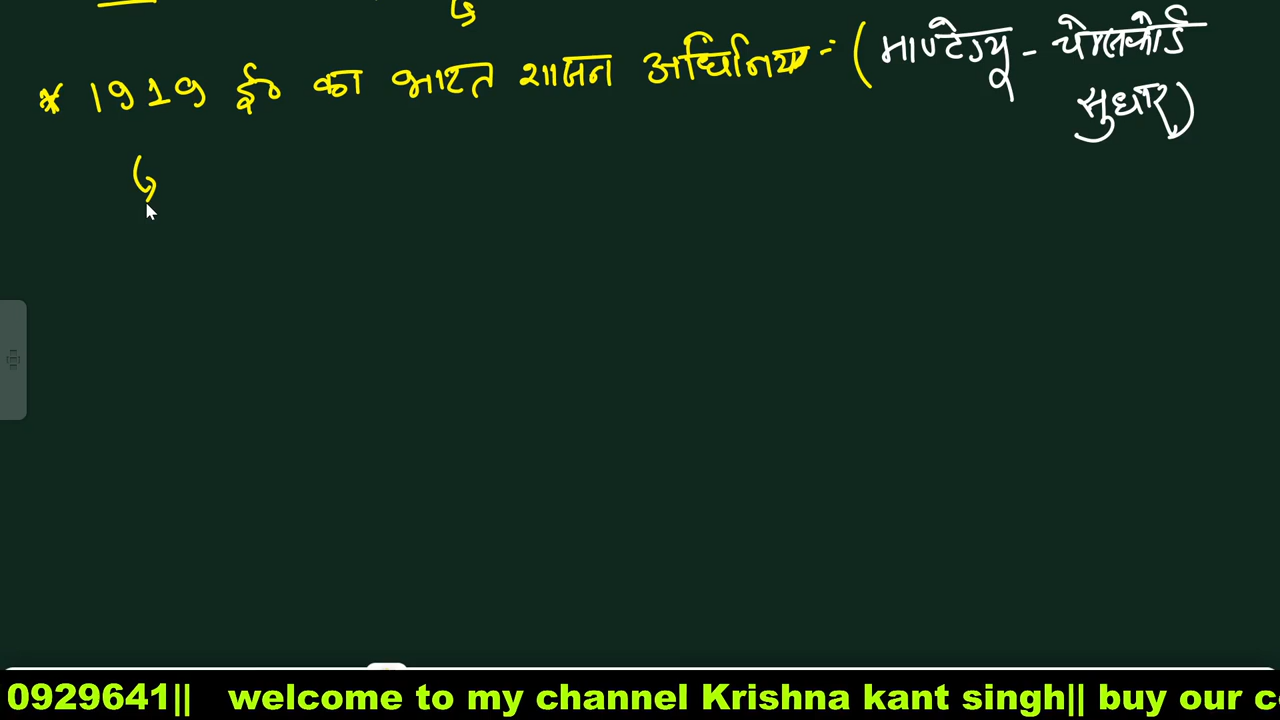 * 1919 ई० का भारत शासन अधिनियम :- (माण्टेग्यू - चेम्सफोर्ड
सुधार)
0929641|| welcome to my channel Krishna kant singh|| buy our c